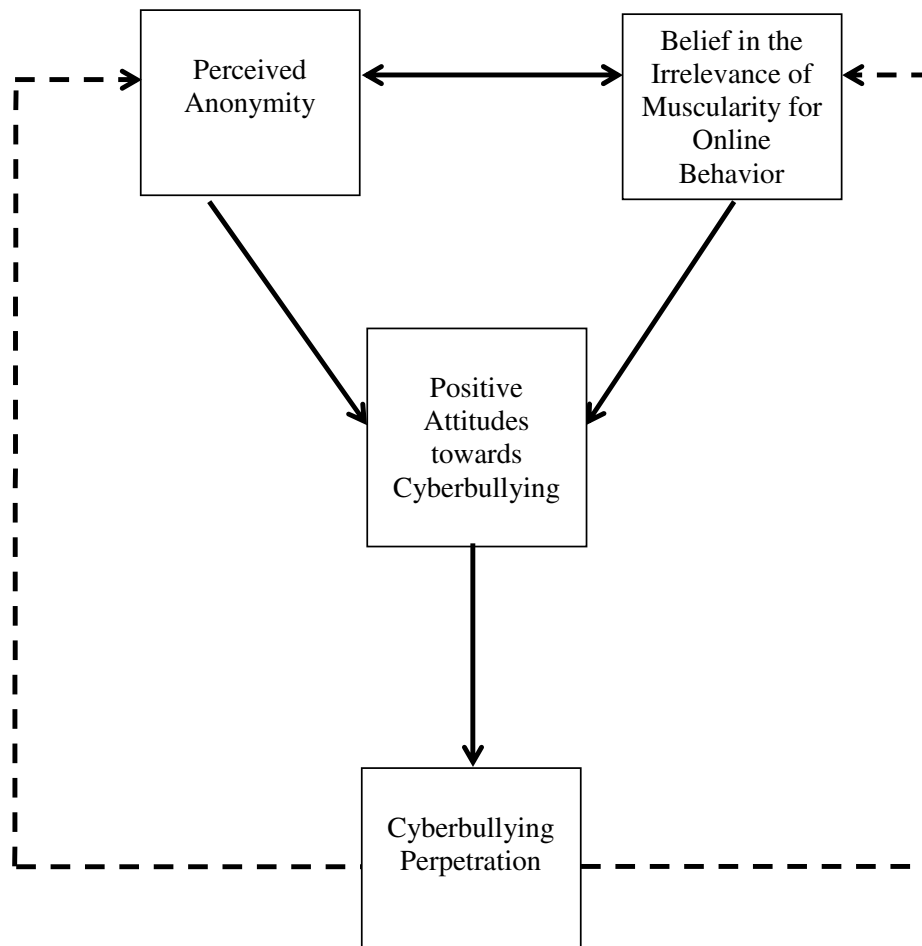 Perceived
Anonymity
Belief in the
Irrelevance of
Muscularity for
Online
Behavior
Positive
Attitudes
towards
Cyberbullying
Cyberbullying
Perpetration